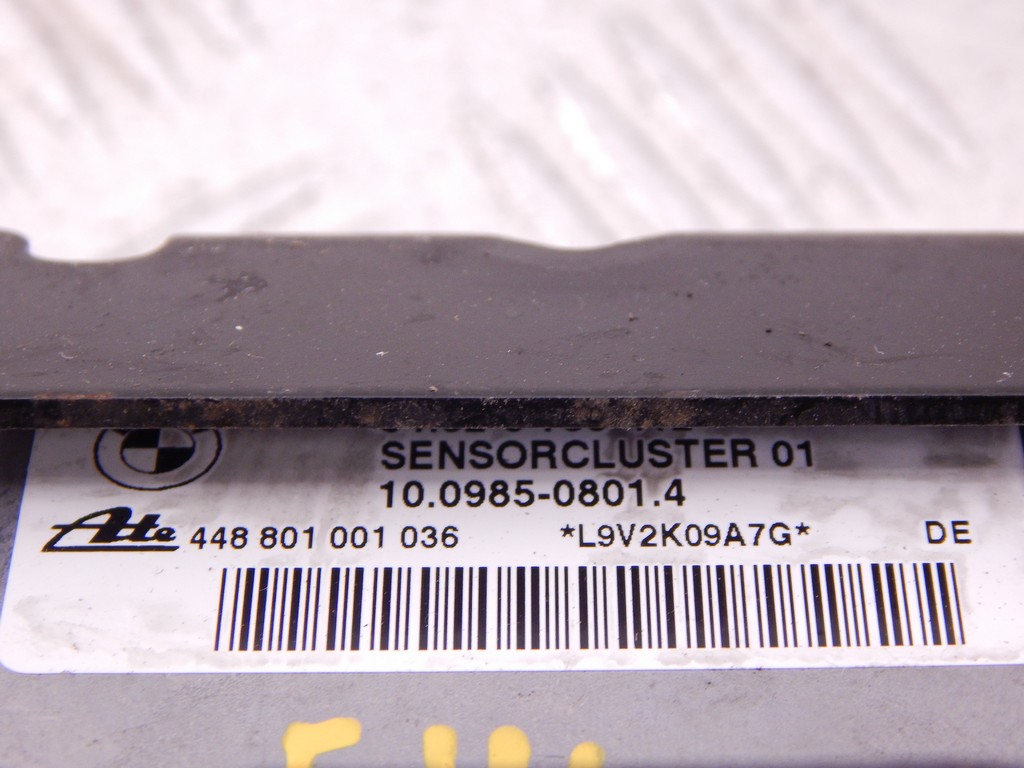 SENSORCLUSTER 01
10.0985-0801.4
Ate 448 801 001 036 *L9V2K09A7G* DE